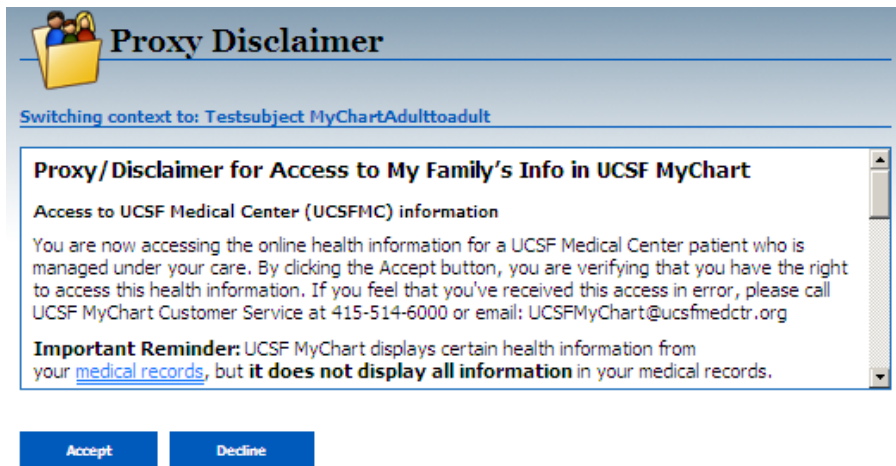 Proxy Disclaimer
Switching context to: Testsubject MyChartAdulttoadult
Proxy/Disclaimer for Access to My Family's Info in UCSF MyChart
Access to UCSF Medical Center (UCSFMC) information
You are now accessing the online health information for a UCSF Medical Center patient who is
managed under your care. By clicking the Accept button, you are verifying that you have the right
to access this health information. If you feel that you've received this access in error, please call
UCSF MyChart Customer Service at 415-514-6000 or email: UCSFMyChart@ucsfmedctr.org
Important Reminder: UCSF MyChart displays certain health information from
your medical records, but it does not display all information in your medical records.
Accept Decline